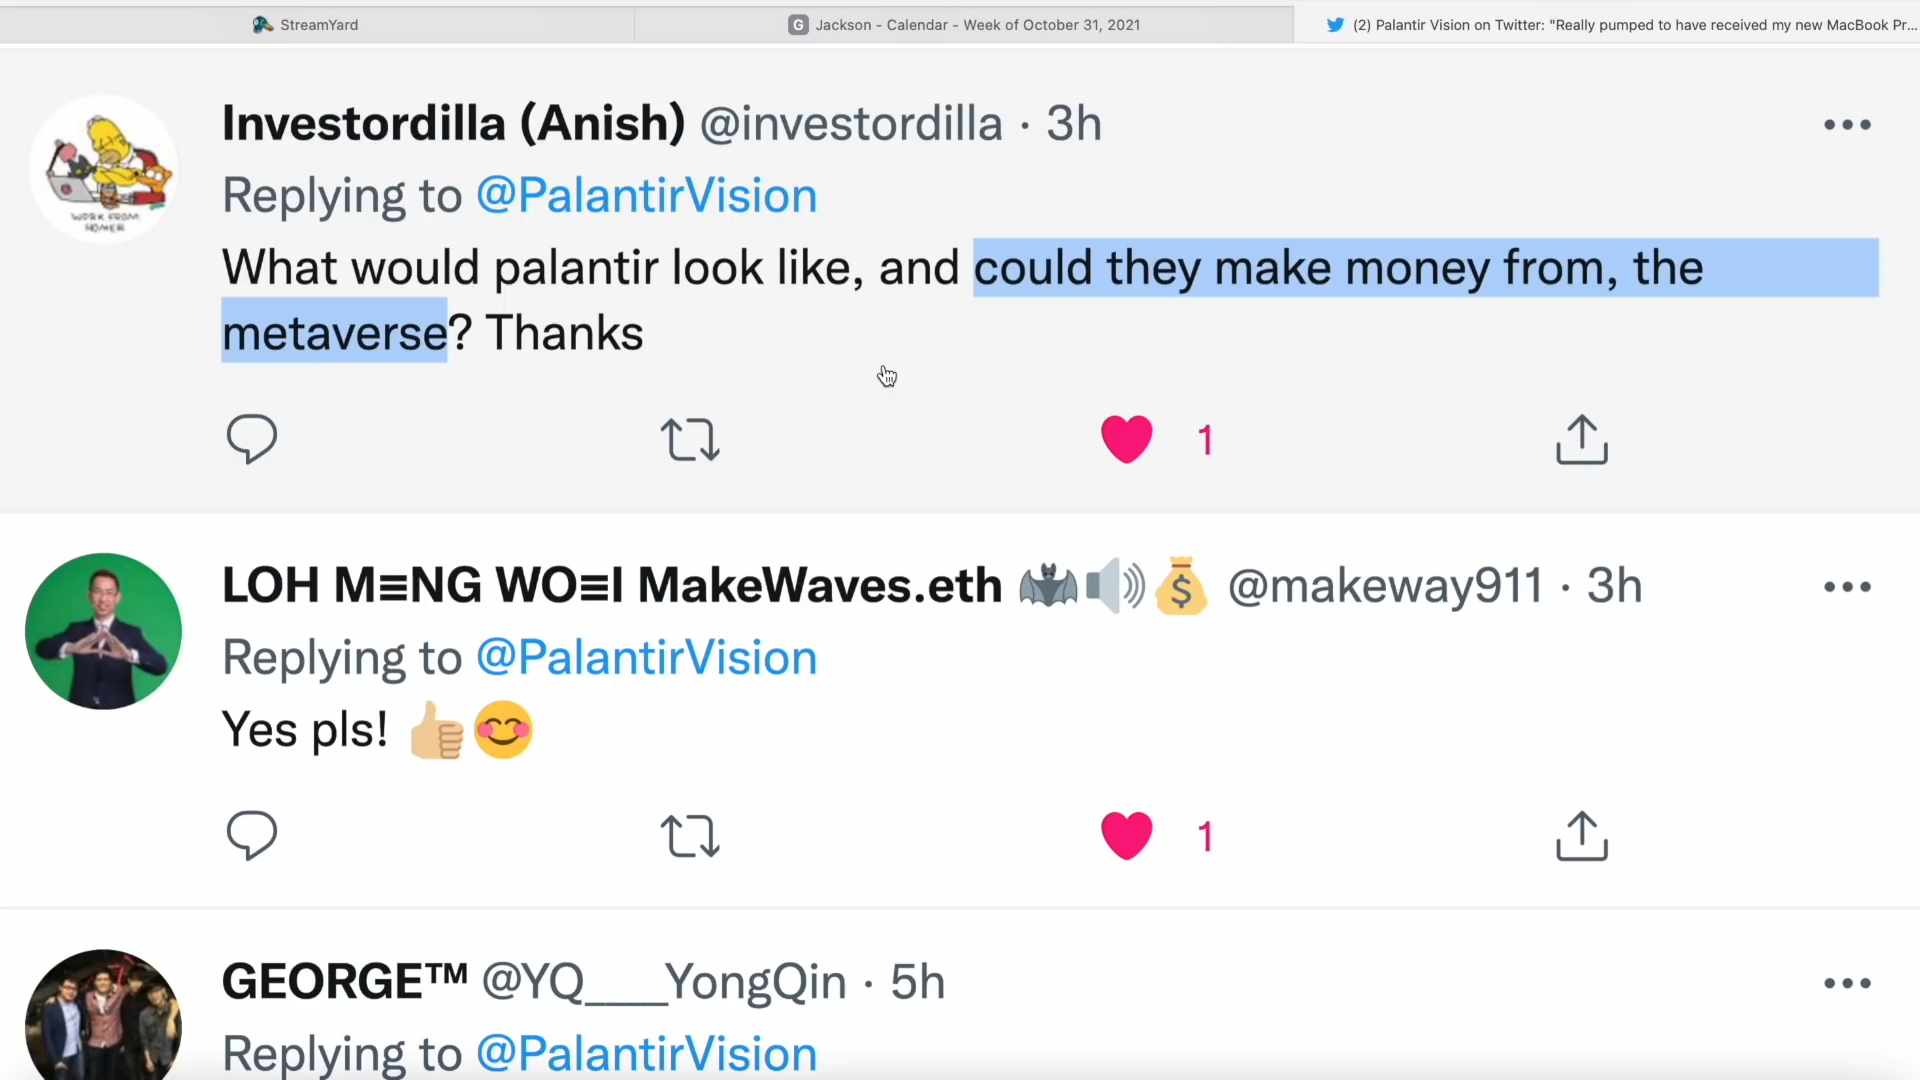 StreamYard
G Jackson - Calendar - Week of October 31, 2021
(2) Palantir Vision on Twitter: "Really pumped to have received my new MacBook Pr...
Investordilla (Anish) @investordilla · 3h
Replying to @PalantirVision
What would palantir look like, and could they make money from, the
metaverse? Thanks
WORK FROM
HOMER
1
LOH M≡NG WO≡I MakeWaves.eth 🦇🔊💰 @makeway911 · 3h
Replying to @PalantirVision
Yes pls! 👍🏼😊
1
GEORGE™ @YQ___YongQin · 5h
Replying to @PalantirVision